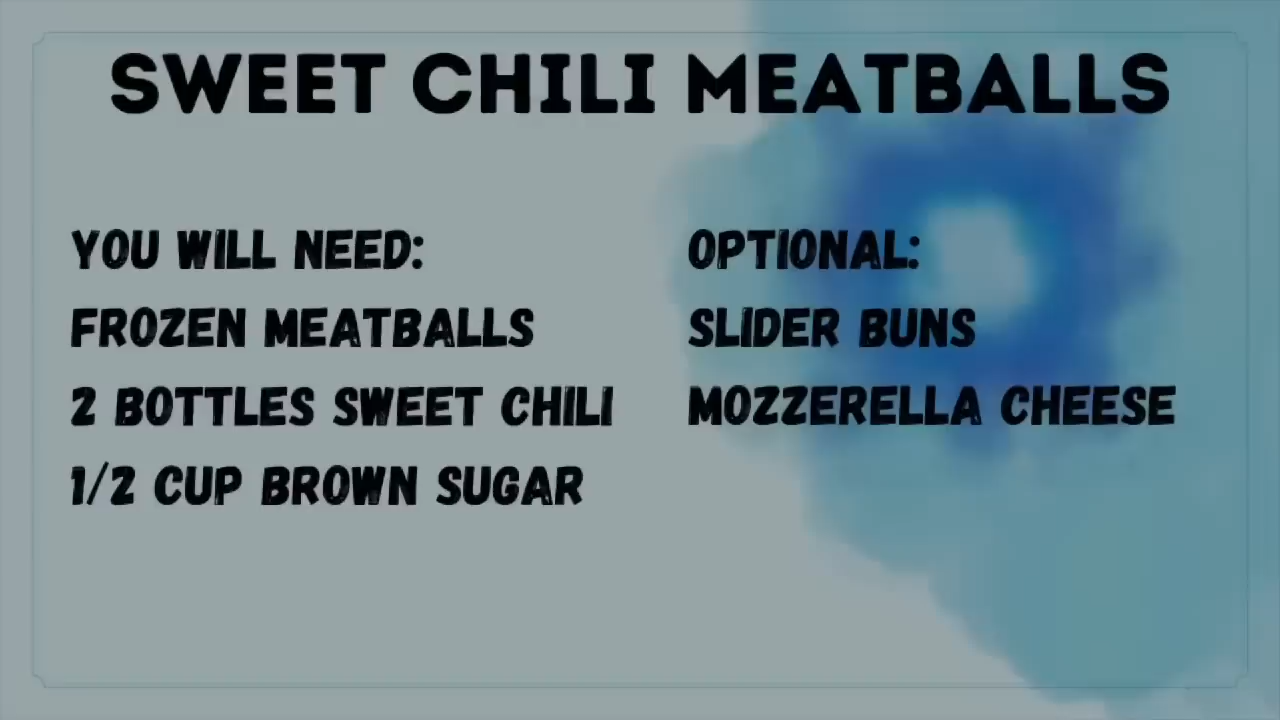 SWEET CHILI MEATBALLS
YOU WILL NEED:
FROZEN MEATBALLS
2 BOTTLES SWEET CHILI
1/2 CUP BROWN SUGAR
OPTIONAL:
SLIDER BUNS
MOZZERELLA CHEESE